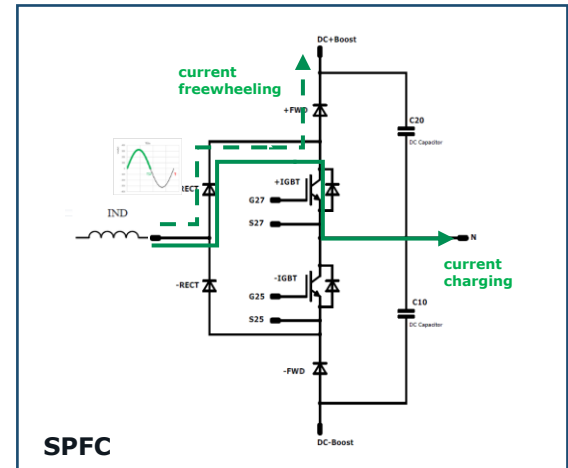 DC+Boost
current
freewheeling
+FWD
C20
DC Capacitor
RECT
+IGBT
G27
IND
S27
N
current
charging
-IGBT
-RECT
G25
C10
S25
DC Capacitor
-FWD
DC-Boost
SPFC